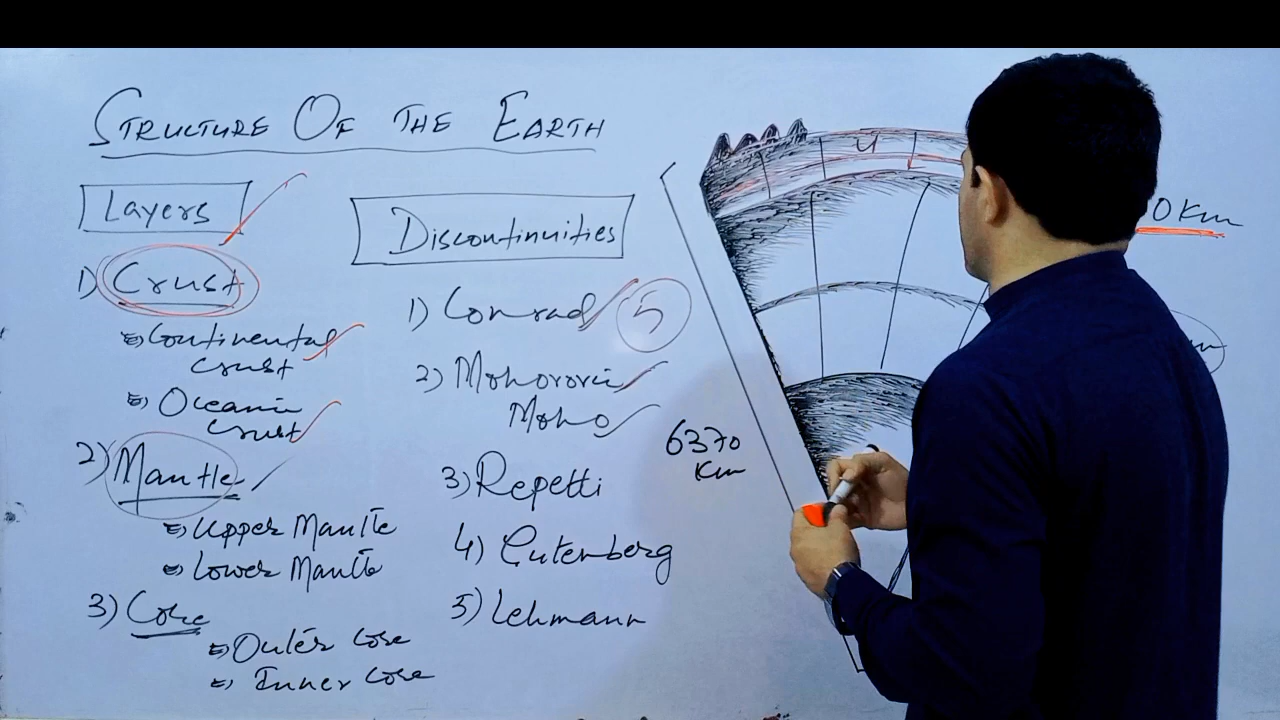 STRUCTURE OF THE EARTH
Layers
1) Crust
⇒ Continental
Crust
⇒ Oceanic
Crust
2) Mantle
⇒ Upper Mantle
⇒ Lower Mantle
3) Core
⇒ Outer Core
⇒ Inner Core
Discontinuities
1) Conrad
5
2) Mohorovic
Moho
3) Repetti
4) Gutenberg
5) Lehmann
6370
Km
0 Km